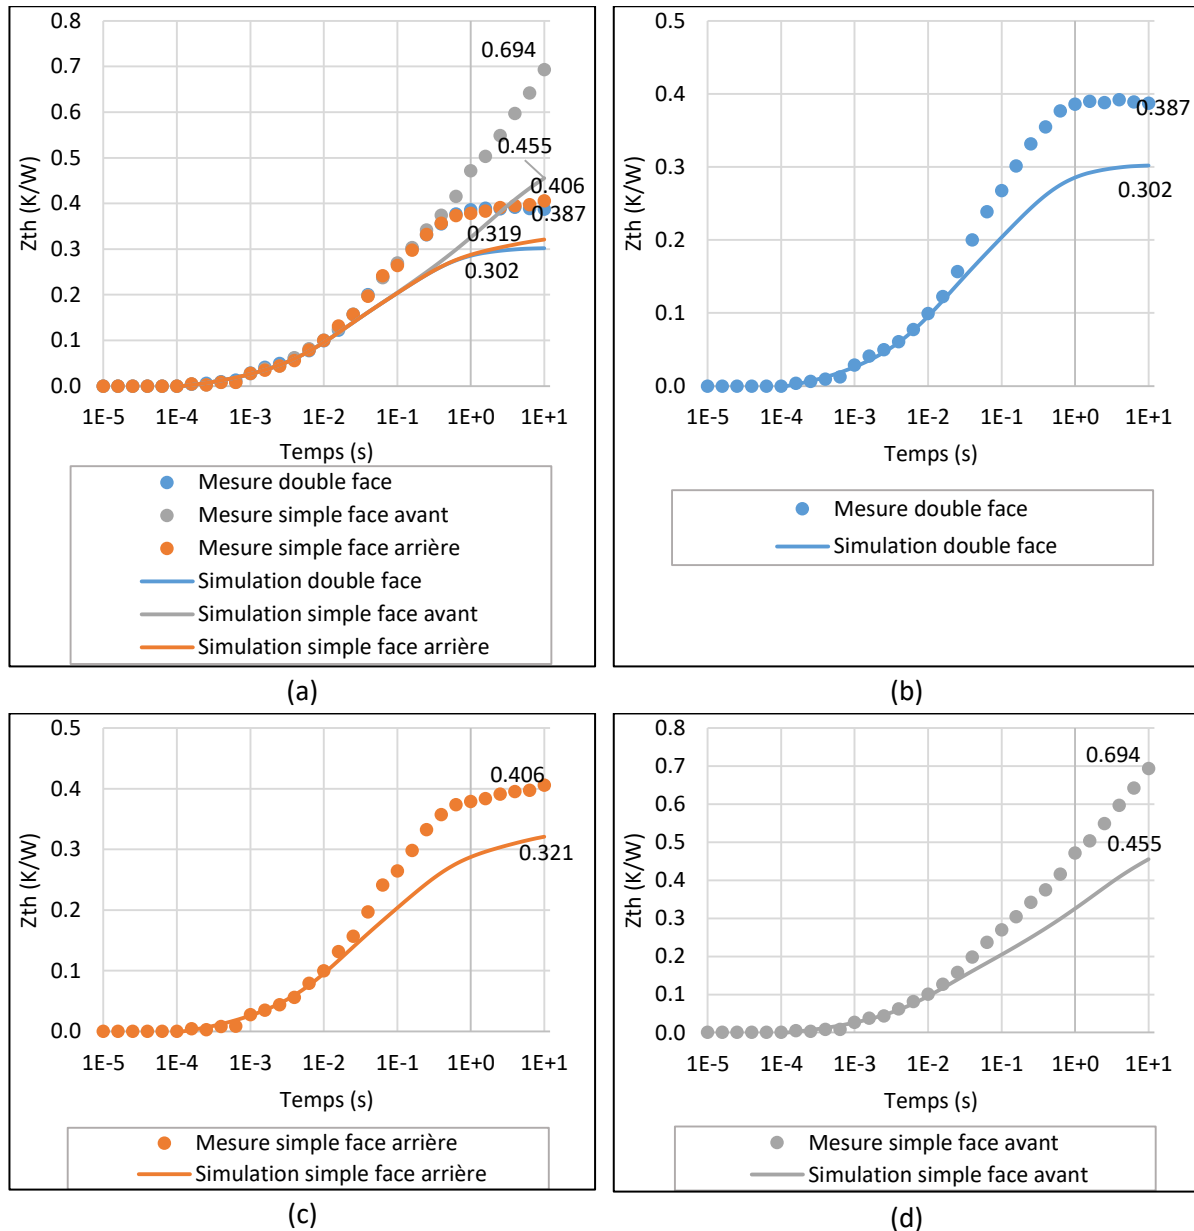 0.8
0.7
0.6
0.5
0.4
0.3
0.2
0.1
0.0
Zth (K/W)
0.694
0.455
0.406
0.387
0.319
0.302
1E-5 1E-4 1E-3 1E-2 1E-1 1E+0 1E+1
Temps (s)
Mesure double face
Mesure simple face avant
Mesure simple face arrière
Simulation double face
Simulation simple face avant
Simulation simple face arrière
(a)
0.5
0.4
0.3
0.2
0.1
0.0
Zth (K/W)
0.387
0.302
1E-5 1E-4 1E-3 1E-2 1E-1 1E+0 1E+1
Temps (s)
Mesure double face
Simulation double face
(b)
0.5
0.4
0.3
0.2
0.1
0.0
Zth (K/W)
0.406
0.321
1E-5 1E-4 1E-3 1E-2 1E-1 1E+0 1E+1
Temps (s)
Mesure simple face arrière
Simulation simple face arrière
(c)
0.8
0.7
0.6
0.5
0.4
0.3
0.2
0.1
0.0
Zth (K/W)
0.694
0.455
1E-5 1E-4 1E-3 1E-2 1E-1 1E+0 1E+1
Temps (s)
Mesure simple face avant
Simulation simple face avant
(d)